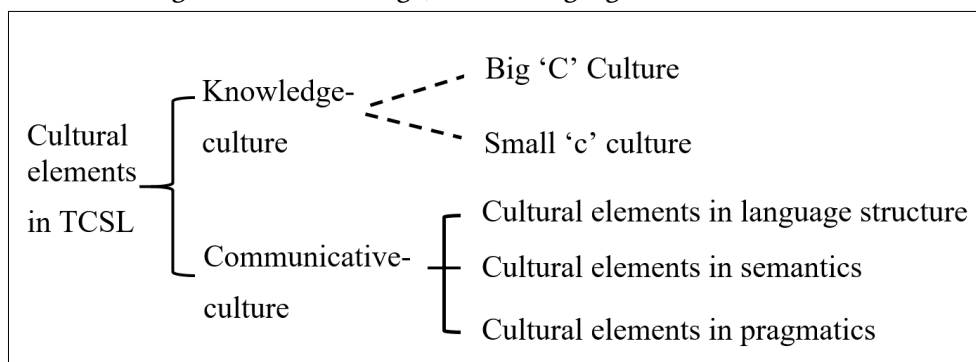 Big ‘C’ Culture
Knowledge-
culture
Small ‘c’ culture
Cultural
elements
in TCSL
Cultural elements in language structure
Communicative-
culture
Cultural elements in semantics
Cultural elements in pragmatics